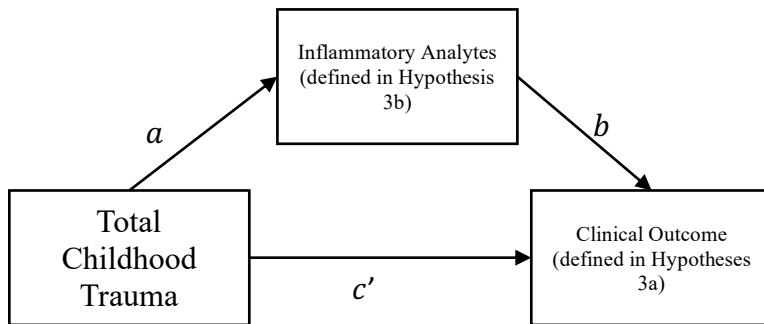 Inflammatory Analytes
(defined in Hypothesis
3b)
a
b
Total
Childhood
Trauma
Clinical Outcome
(defined in Hypotheses
3a)
c’